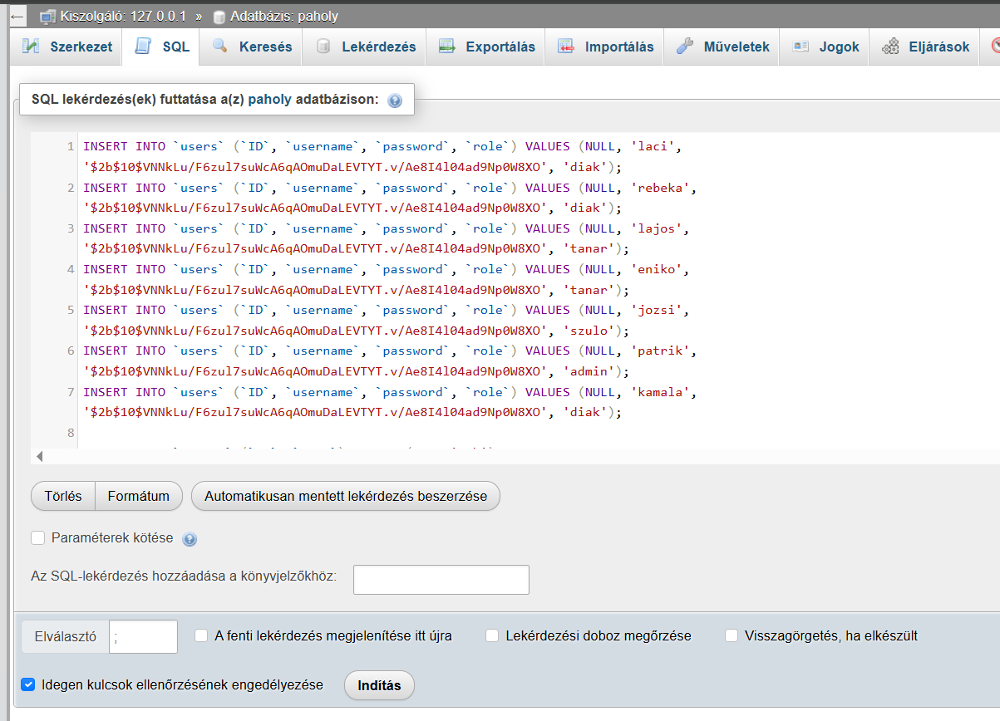 Kiszolgáló: 127.0.0.1 » Adatbázis: paholy
Szerkezet SQL Keresés Lekérdezés Exportálás Importálás Műveletek Jogok Eljárások
SQL lekérdezés(ek) futtatása a(z) paholy adatbázison:
1 INSERT INTO `users` (`ID`, `username`, `password`, `role`) VALUES (NULL, 'laci',
'$2b$10$VNNkLu/F6zul7suWcA6qAOmuDaLEVTYT.v/Ae8I4l04ad9Np0W8XO', 'diak');
2 INSERT INTO `users` (`ID`, `username`, `password`, `role`) VALUES (NULL, 'rebeka',
'$2b$10$VNNkLu/F6zul7suWcA6qAOmuDaLEVTYT.v/Ae8I4l04ad9Np0W8XO', 'diak');
3 INSERT INTO `users` (`ID`, `username`, `password`, `role`) VALUES (NULL, 'lajos',
'$2b$10$VNNkLu/F6zul7suWcA6qAOmuDaLEVTYT.v/Ae8I4l04ad9Np0W8XO', 'tanar');
4 INSERT INTO `users` (`ID`, `username`, `password`, `role`) VALUES (NULL, 'eniko',
'$2b$10$VNNkLu/F6zul7suWcA6qAOmuDaLEVTYT.v/Ae8I4l04ad9Np0W8XO', 'tanar');
5 INSERT INTO `users` (`ID`, `username`, `password`, `role`) VALUES (NULL, 'jozsi',
'$2b$10$VNNkLu/F6zul7suWcA6qAOmuDaLEVTYT.v/Ae8I4l04ad9Np0W8XO', 'szulo');
6 INSERT INTO `users` (`ID`, `username`, `password`, `role`) VALUES (NULL, 'patrik',
'$2b$10$VNNkLu/F6zul7suWcA6qAOmuDaLEVTYT.v/Ae8I4l04ad9Np0W8XO', 'admin');
7 INSERT INTO `users` (`ID`, `username`, `password`, `role`) VALUES (NULL, 'kamala',
'$2b$10$VNNkLu/F6zul7suWcA6qAOmuDaLEVTYT.v/Ae8I4l04ad9Np0W8XO', 'diak');
8
Törlés Formátum Automatikusan mentett lekérdezés beszerzése
Paraméterek kötése
Az SQL-lekérdezés hozzáadása a könyvjelzőkhöz:
Elválasztó ; A fenti lekérdezés megjelenítése itt újra Lekérdezési doboz megőrzése Visszagörgetés, ha elkészült
Idegen kulcsok ellenőrzésének engedélyezése Indítás